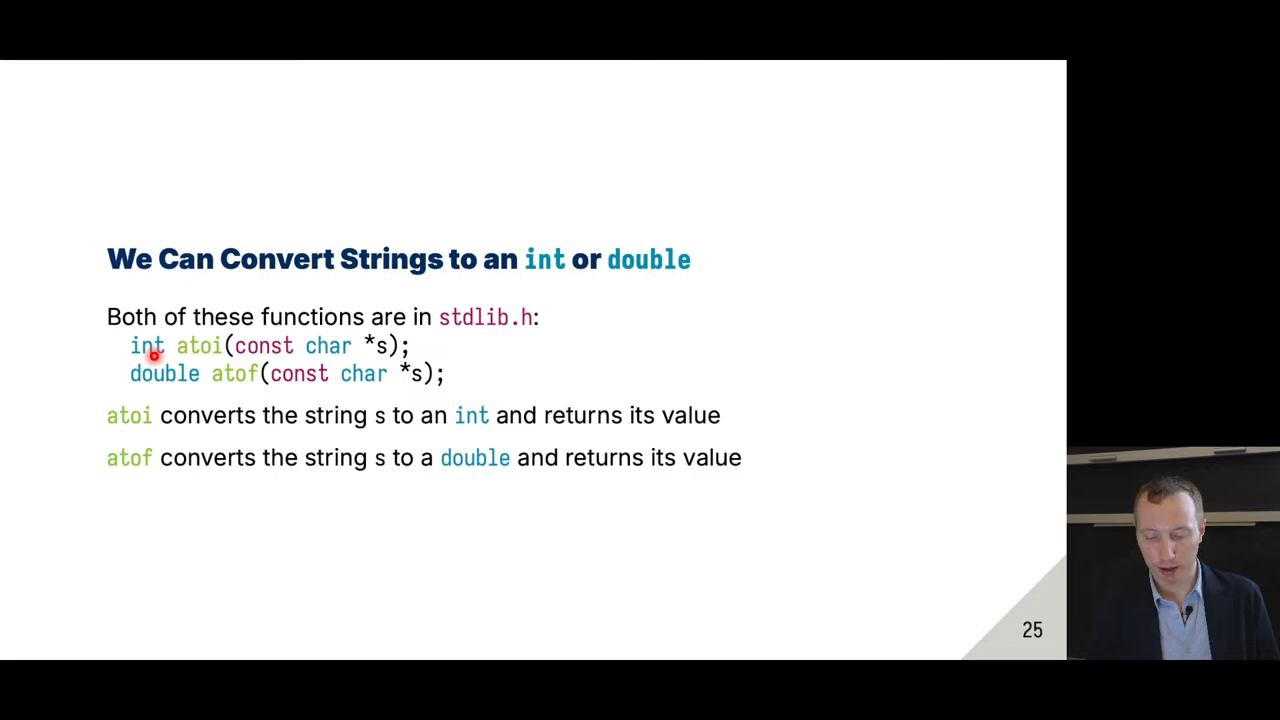 We Can Convert Strings to an int or double
Both of these functions are in stdlib.h:
int atoi(const char *s);
double atof(const char *s);
atoi converts the string s to an int and returns its value
atof converts the string s to a double and returns its value
25